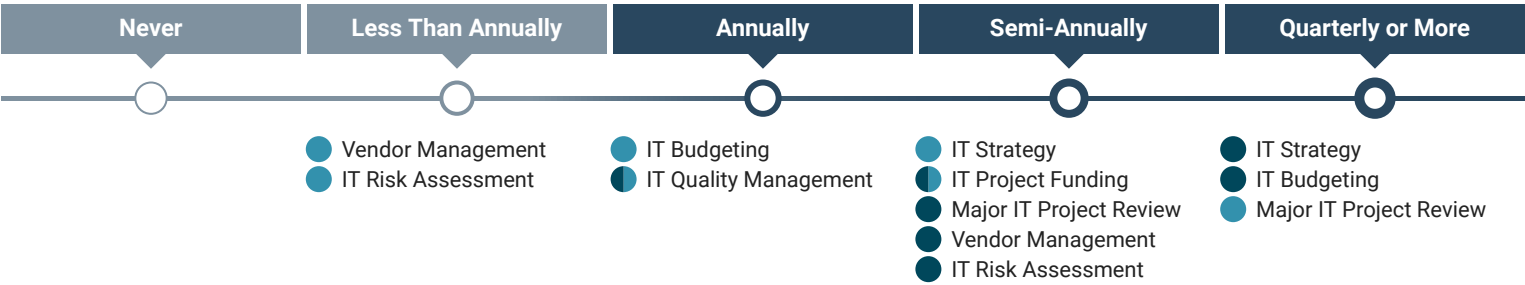 Never
Less Than Annually
Annually
Semi-Annually
Quarterly or More
Vendor Management
IT Risk Assessment
IT Budgeting
IT Quality Management
IT Strategy
IT Project Funding
Major IT Project Review
Vendor Management
IT Risk Assessment
IT Strategy
IT Budgeting
Major IT Project Review